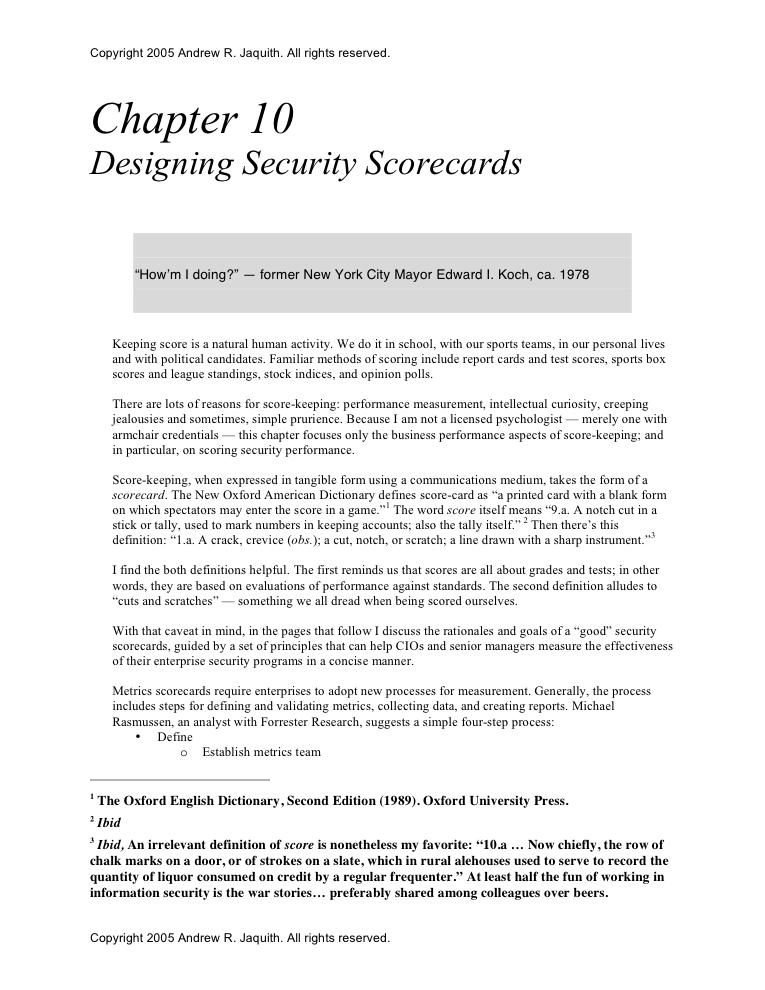 Copyright 2005 Andrew R. Jaquith. All rights reserved.
Chapter 10
Designing Security Scorecards
“How’m I doing?” — former New York City Mayor Edward I. Koch, ca. 1978
Keeping score is a natural human activity. We do it in school, with our sports teams, in our personal lives
and with political candidates. Familiar methods of scoring include report cards and test scores, sports box
scores and league standings, stock indices, and opinion polls.
There are lots of reasons for score-keeping: performance measurement, intellectual curiosity, creeping
jealousies and sometimes, simple prurience. Because I am not a licensed psychologist — merely one with
armchair credentials — this chapter focuses only the business performance aspects of score-keeping; and
in particular, on scoring security performance.
Score-keeping, when expressed in tangible form using a communications medium, takes the form of a
scorecard. The New Oxford American Dictionary defines score-card as “a printed card with a blank form
on which spectators may enter the score in a game.”1 The word score itself means “9.a. A notch cut in a
stick or tally, used to mark numbers in keeping accounts; also the tally itself.” 2 Then there’s this
definition: “1.a. A crack, crevice (obs.); a cut, notch, or scratch; a line drawn with a sharp instrument.”3
I find the both definitions helpful. The first reminds us that scores are all about grades and tests; in other
words, they are based on evaluations of performance against standards. The second definition alludes to
“cuts and scratches” — something we all dread when being scored ourselves.
With that caveat in mind, in the pages that follow I discuss the rationales and goals of a “good” security
scorecards, guided by a set of principles that can help CIOs and senior managers measure the effectiveness
of their enterprise security programs in a concise manner.
Metrics scorecards require enterprises to adopt new processes for measurement. Generally, the process
includes steps for defining and validating metrics, collecting data, and creating reports. Michael
Rasmussen, an analyst with Forrester Research, suggests a simple four-step process:
• Define
o Establish metrics team
1 The Oxford English Dictionary, Second Edition (1989). Oxford University Press.
2 Ibid
3 Ibid, An irrelevant definition of score is nonetheless my favorite: “10.a … Now chiefly, the row of
chalk marks on a door, or of strokes on a slate, which in rural alehouses used to serve to record the
quantity of liquor consumed on credit by a regular frequenter.” At least half the fun of working in
information security is the war stories… preferably shared among colleagues over beers.
Copyright 2005 Andrew R. Jaquith. All rights reserved.